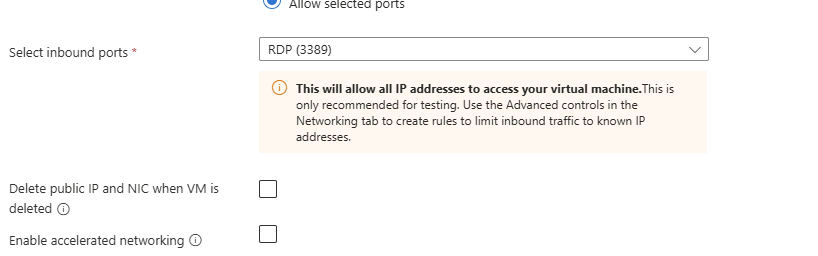 Allow selected ports
Select inbound ports *
RDP (3389)
This will allow all IP addresses to access your virtual machine.This is
only recommended for testing. Use the Advanced controls in the
Networking tab to create rules to limit inbound traffic to known IP
addresses.
Delete public IP and NIC when VM is
deleted
Enable accelerated networking